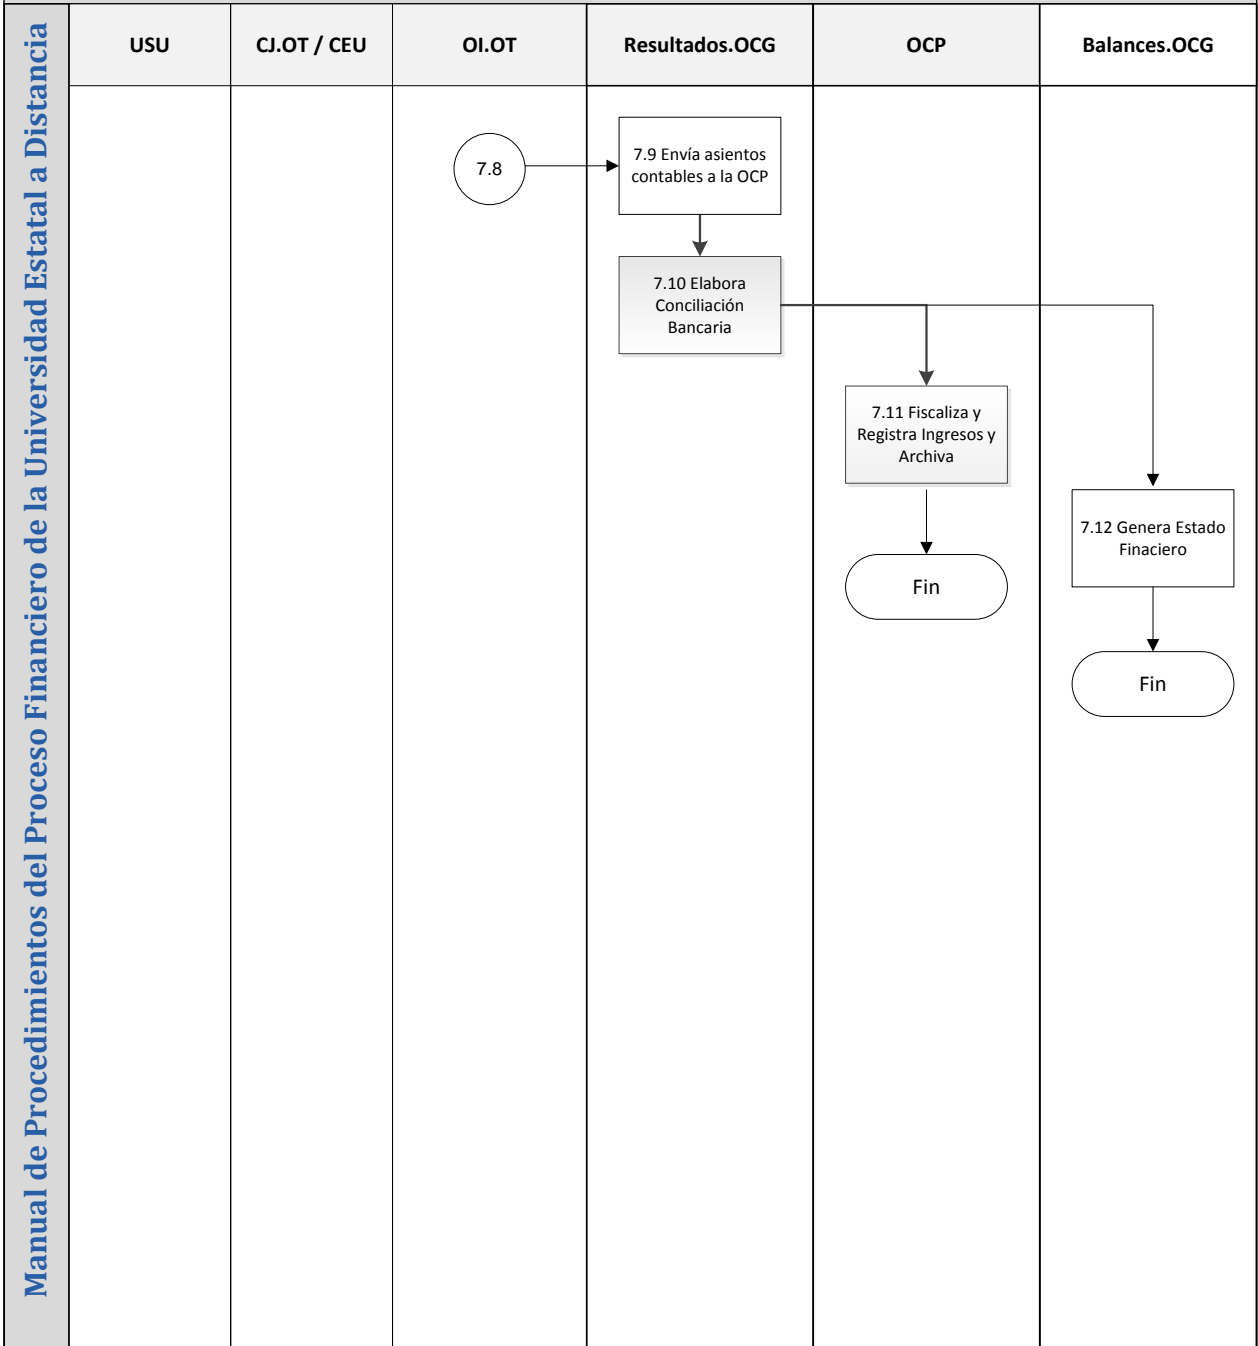 Manual de Procedimientos del Proceso Financiero de la Universidad Estatal a Distancia
USU
CJ.OT / CEU
OI.OT
Resultados.OCG
OCP
Balances.OCG
7.8
7.9 Envía asientos
contables a la OCP
7.10 Elabora
Conciliación
Bancaria
7.11 Fiscaliza y
Registra Ingresos y
Archiva
7.12 Genera Estado
Finaciero
Fin
Fin